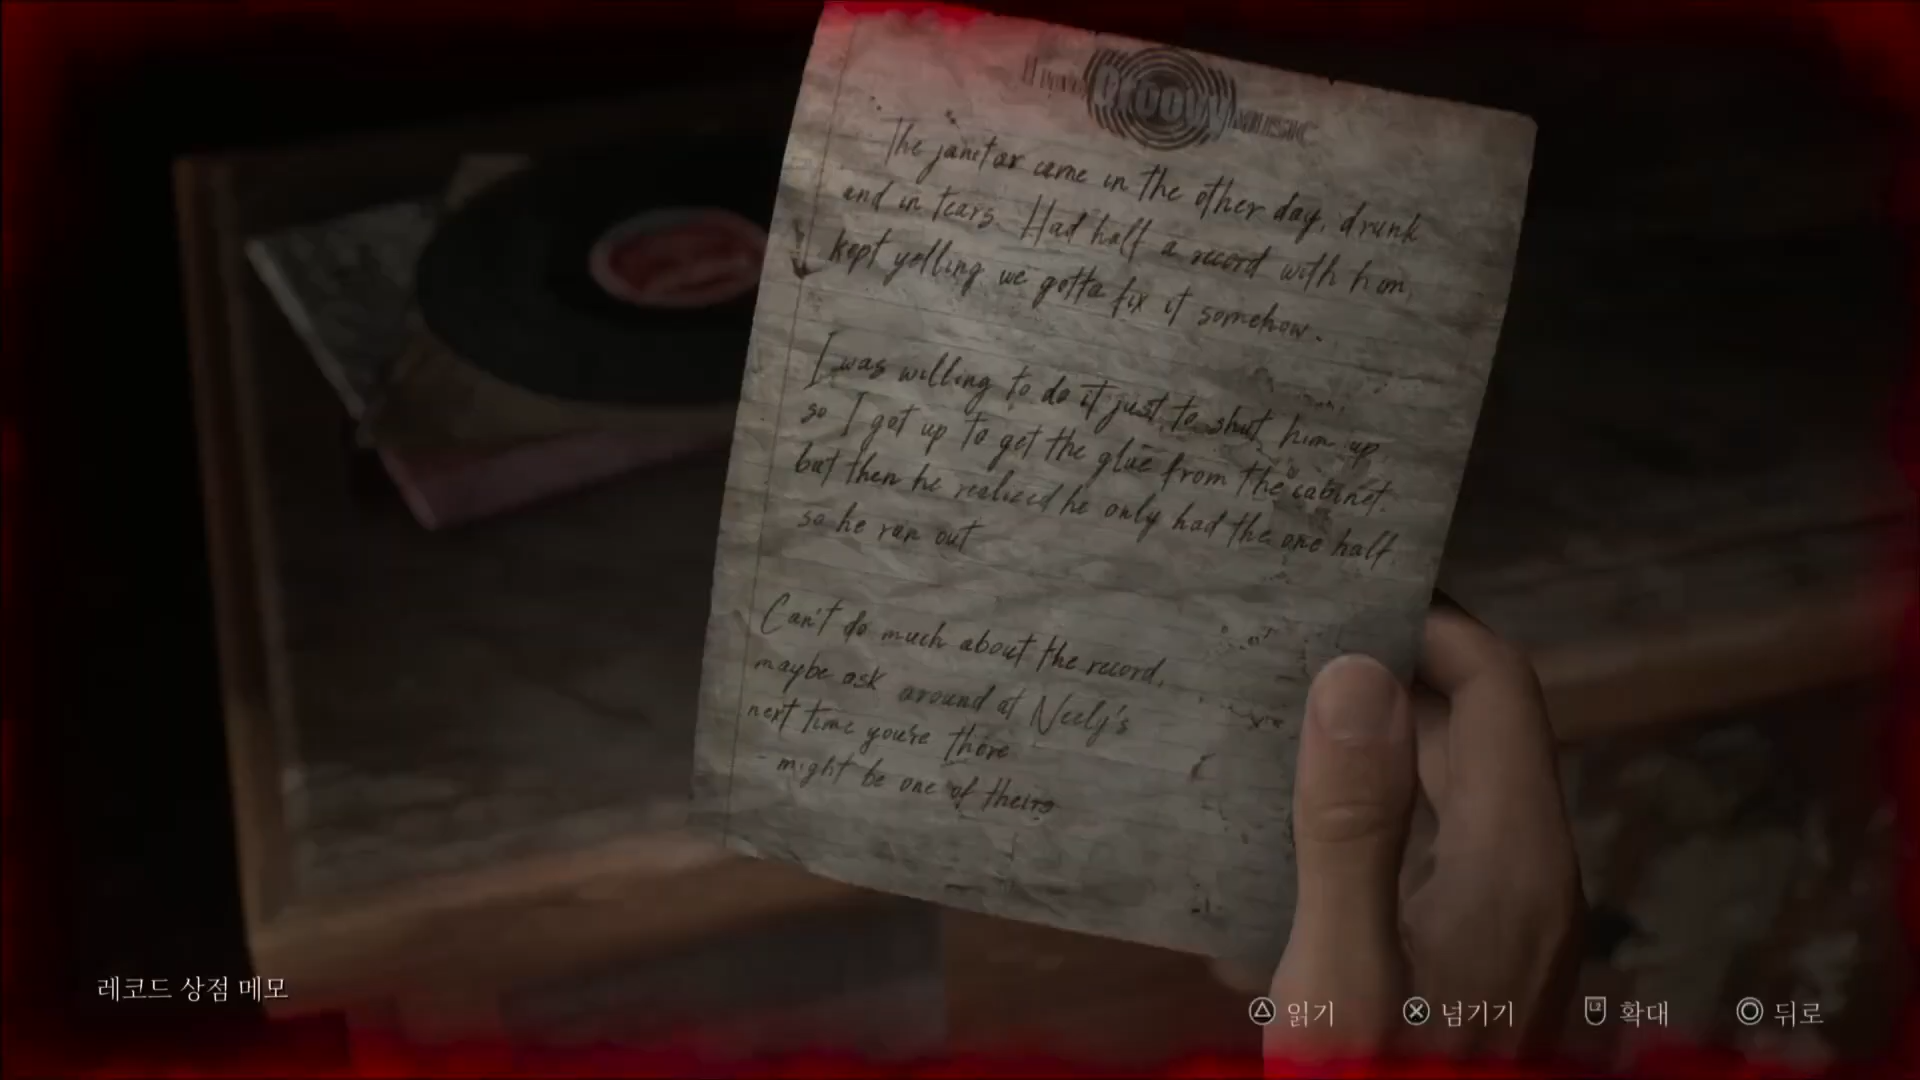 GROOVY MUSIC
The janitor came in the other day, drunk
and in tears. Had half a record with him,
kept yelling we gotta fix it somehow.
I was willing to do it just to shut him up,
so I got up to get the glue from the cabinet.
but then he realized he only had the one half.
so he ran out
Can't do much about the record,
maybe ask around at Neely's
next time you're there
- might be one of theirs
레코드 상점 메모
읽기
넘기기
L2 확대
뒤로